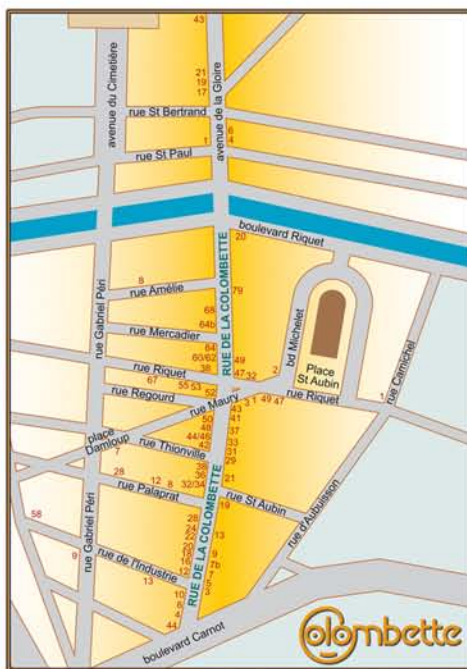 43
avenue du Cimetière
avenue de la Gloire
21
19
17
rue St Bertrand
6
1
4
rue St Paul
boulevard Riquet
20
RUE DE LA COLOMBETTE
8
rue Amélie
79
68
64b
rue Mercadier
64
60/62
38
49
47
32
2
bd Michelet
Place
St Aubin
rue Camichel
rue Gabriel Péri
rue Riquet
67
55
53
52
rue Regourd
rue Maury
43
3
1
49
47
rue Riquet
1
50
41
48
44/46
42
37
33
31
29
place
Damloup
7
rue Thionville
38
36
28
12
8
32/34
21
rue Palaprat
19
rue St Aubin
rue d'Aubuisson
58
28
24
22
20
18
16
12
13
9
7b
7
5
3
9
rue Gabriel Péri
rue de l'Industrie
13
RUE DE LA COLOMBETTE
10
6
4
44
boulevard Carnot
Colombette